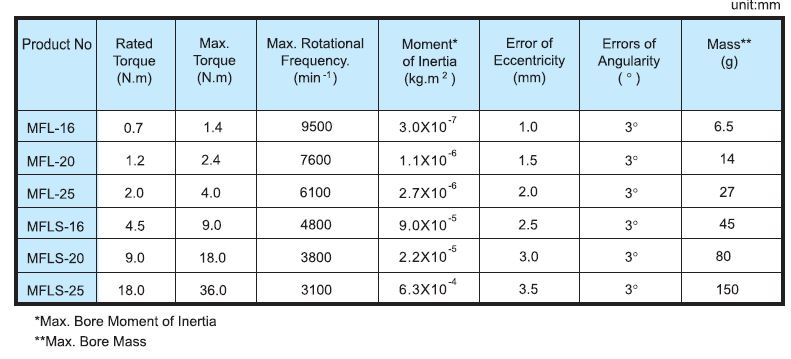 unit:mm
Product No Rated Torque (N.m) Max. Torque (N.m) Max. Rotational Frequency. (min⁻¹) Moment* of Inertia (kg.m²) Error of Eccentricity (mm) Errors of Angularity (°) Mass** (g)
MFL-16 0.7 1.4 9500 3.0X10⁻⁷ 1.0 3° 6.5
MFL-20 1.2 2.4 7600 1.1X10⁻⁶ 1.5 3° 14
MFL-25 2.0 4.0 6100 2.7X10⁻⁶ 2.0 3° 27
MFLS-16 4.5 9.0 4800 9.0X10⁻⁵ 2.5 3° 45
MFLS-20 9.0 18.0 3800 2.2X10⁻⁵ 3.0 3° 80
MFLS-25 18.0 36.0 3100 6.3X10⁻⁴ 3.5 3° 150
*Max. Bore Moment of Inertia
**Max. Bore Mass